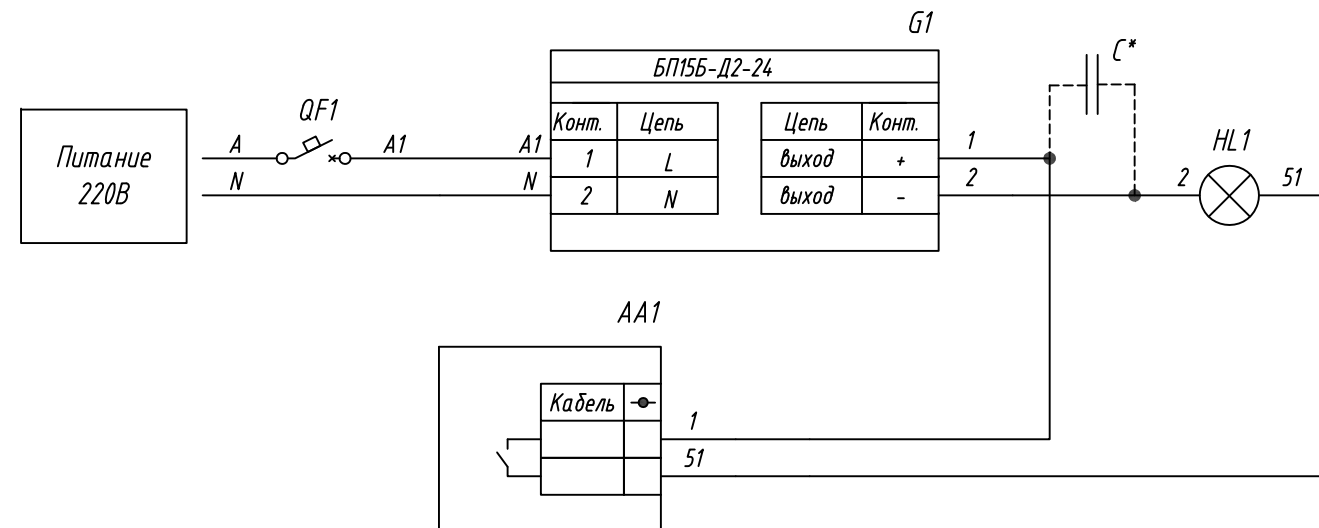 G1
C*
БП15Б-Д2-24
QF1
Конт. Цепь Цепь Конт.
HL1
Питание
220В
A A1 A1 1 L выход + 1
N N 2 N выход - 2 2 51
AA1
Кабель
1
51